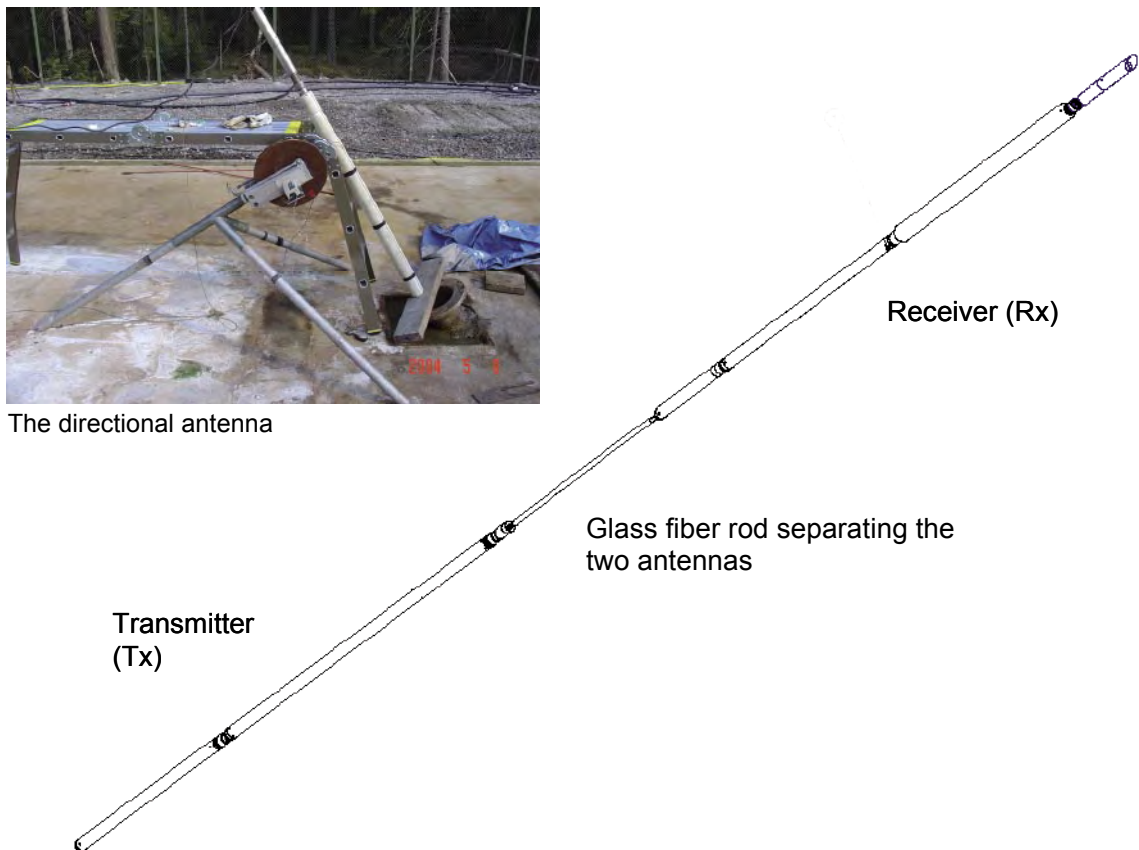 2004 5 6
The directional antenna
Receiver (Rx)
Glass fiber rod separating the
two antennas
Transmitter
(Tx)